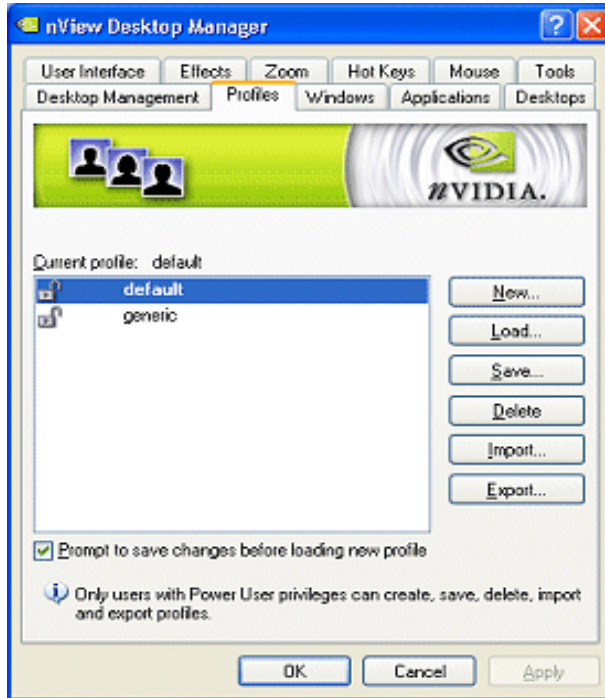 nView Desktop Manager
User Interface Effects Zoom Hot Keys Mouse Tools
Desktop Management Profiles Windows Applications Desktops
nVIDIA.
Current profile: default
default
generic
New...
Load...
Save...
Delete
Import...
Export...
Prompt to save changes before loading new profile
Only users with Power User privileges can create, save, delete, import
and export profiles.
OK Cancel Apply